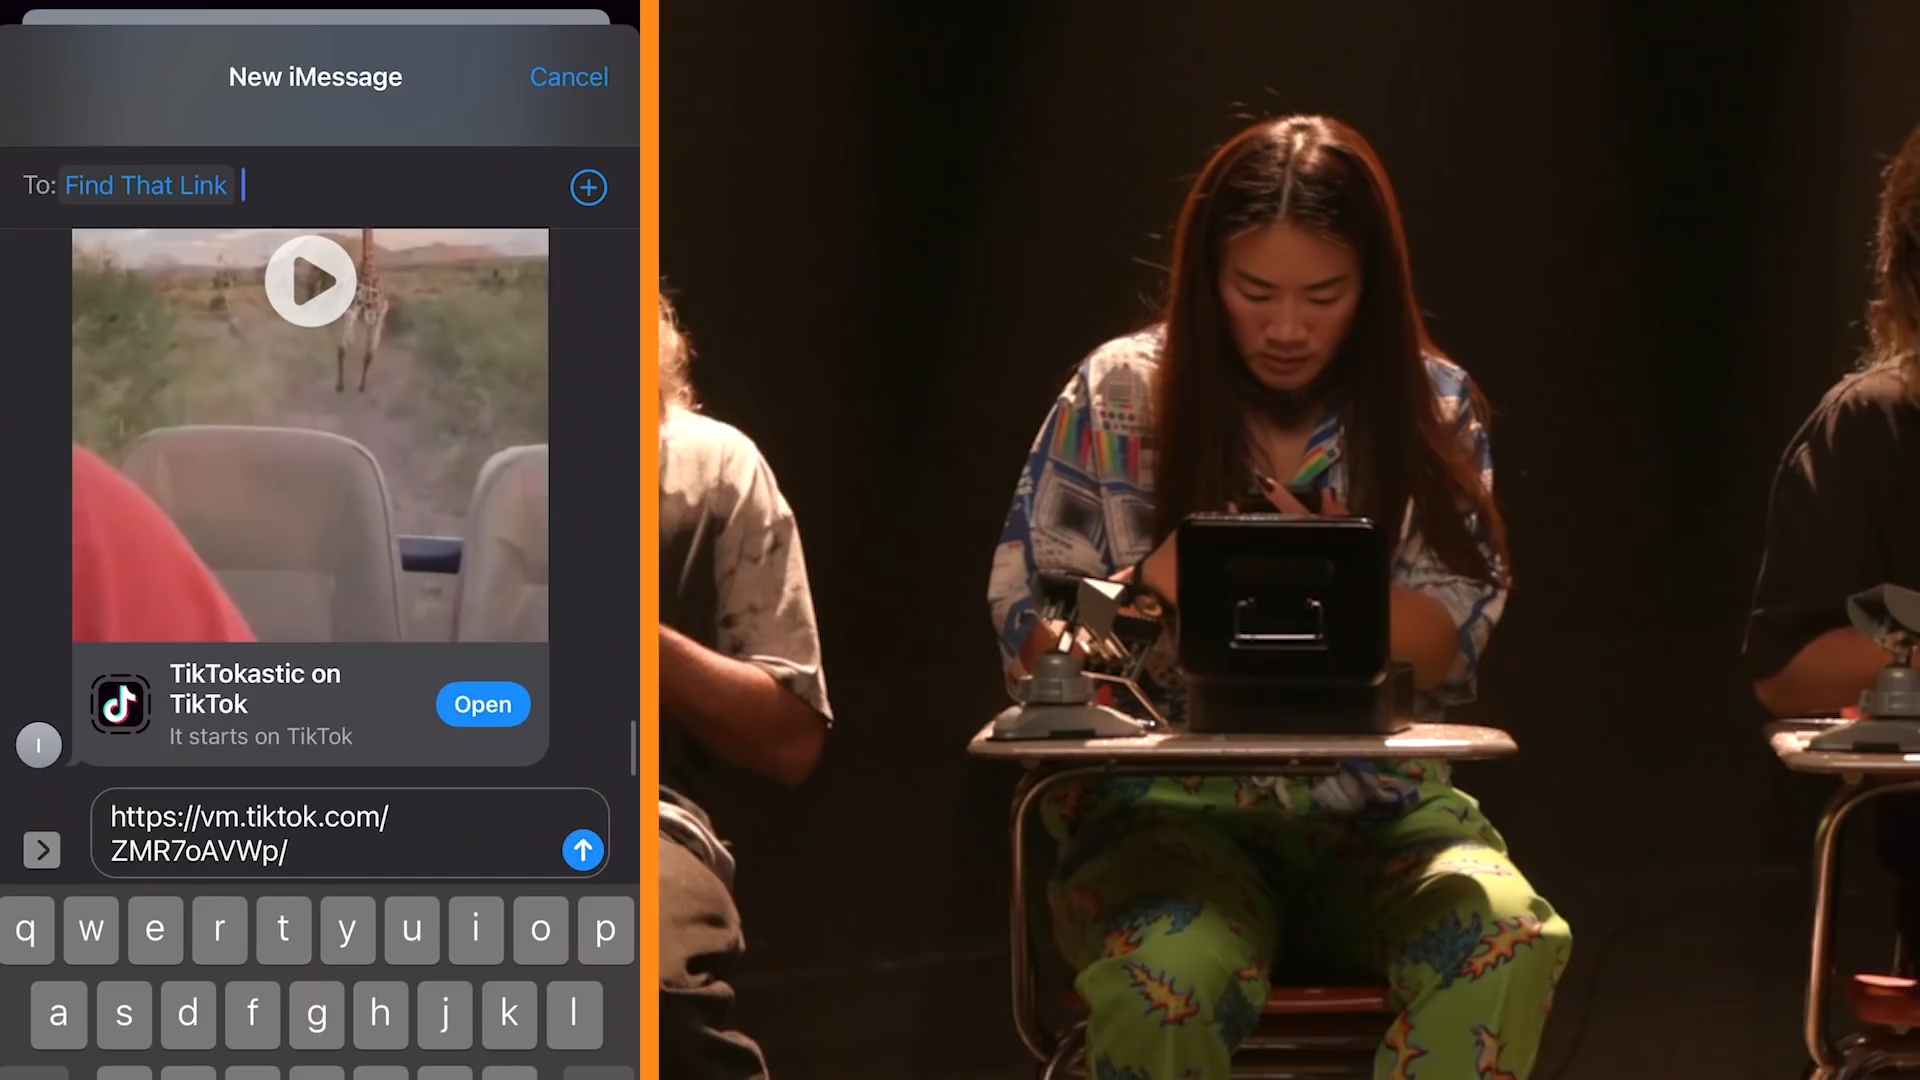 New iMessage
Cancel
To: Find That Link
TikTokastic on
TikTok
It starts on TikTok
Open
I
https://vm.tiktok.com/
ZMR7oAVWp/
q w e r t y u i o p
a s d f g h j k l